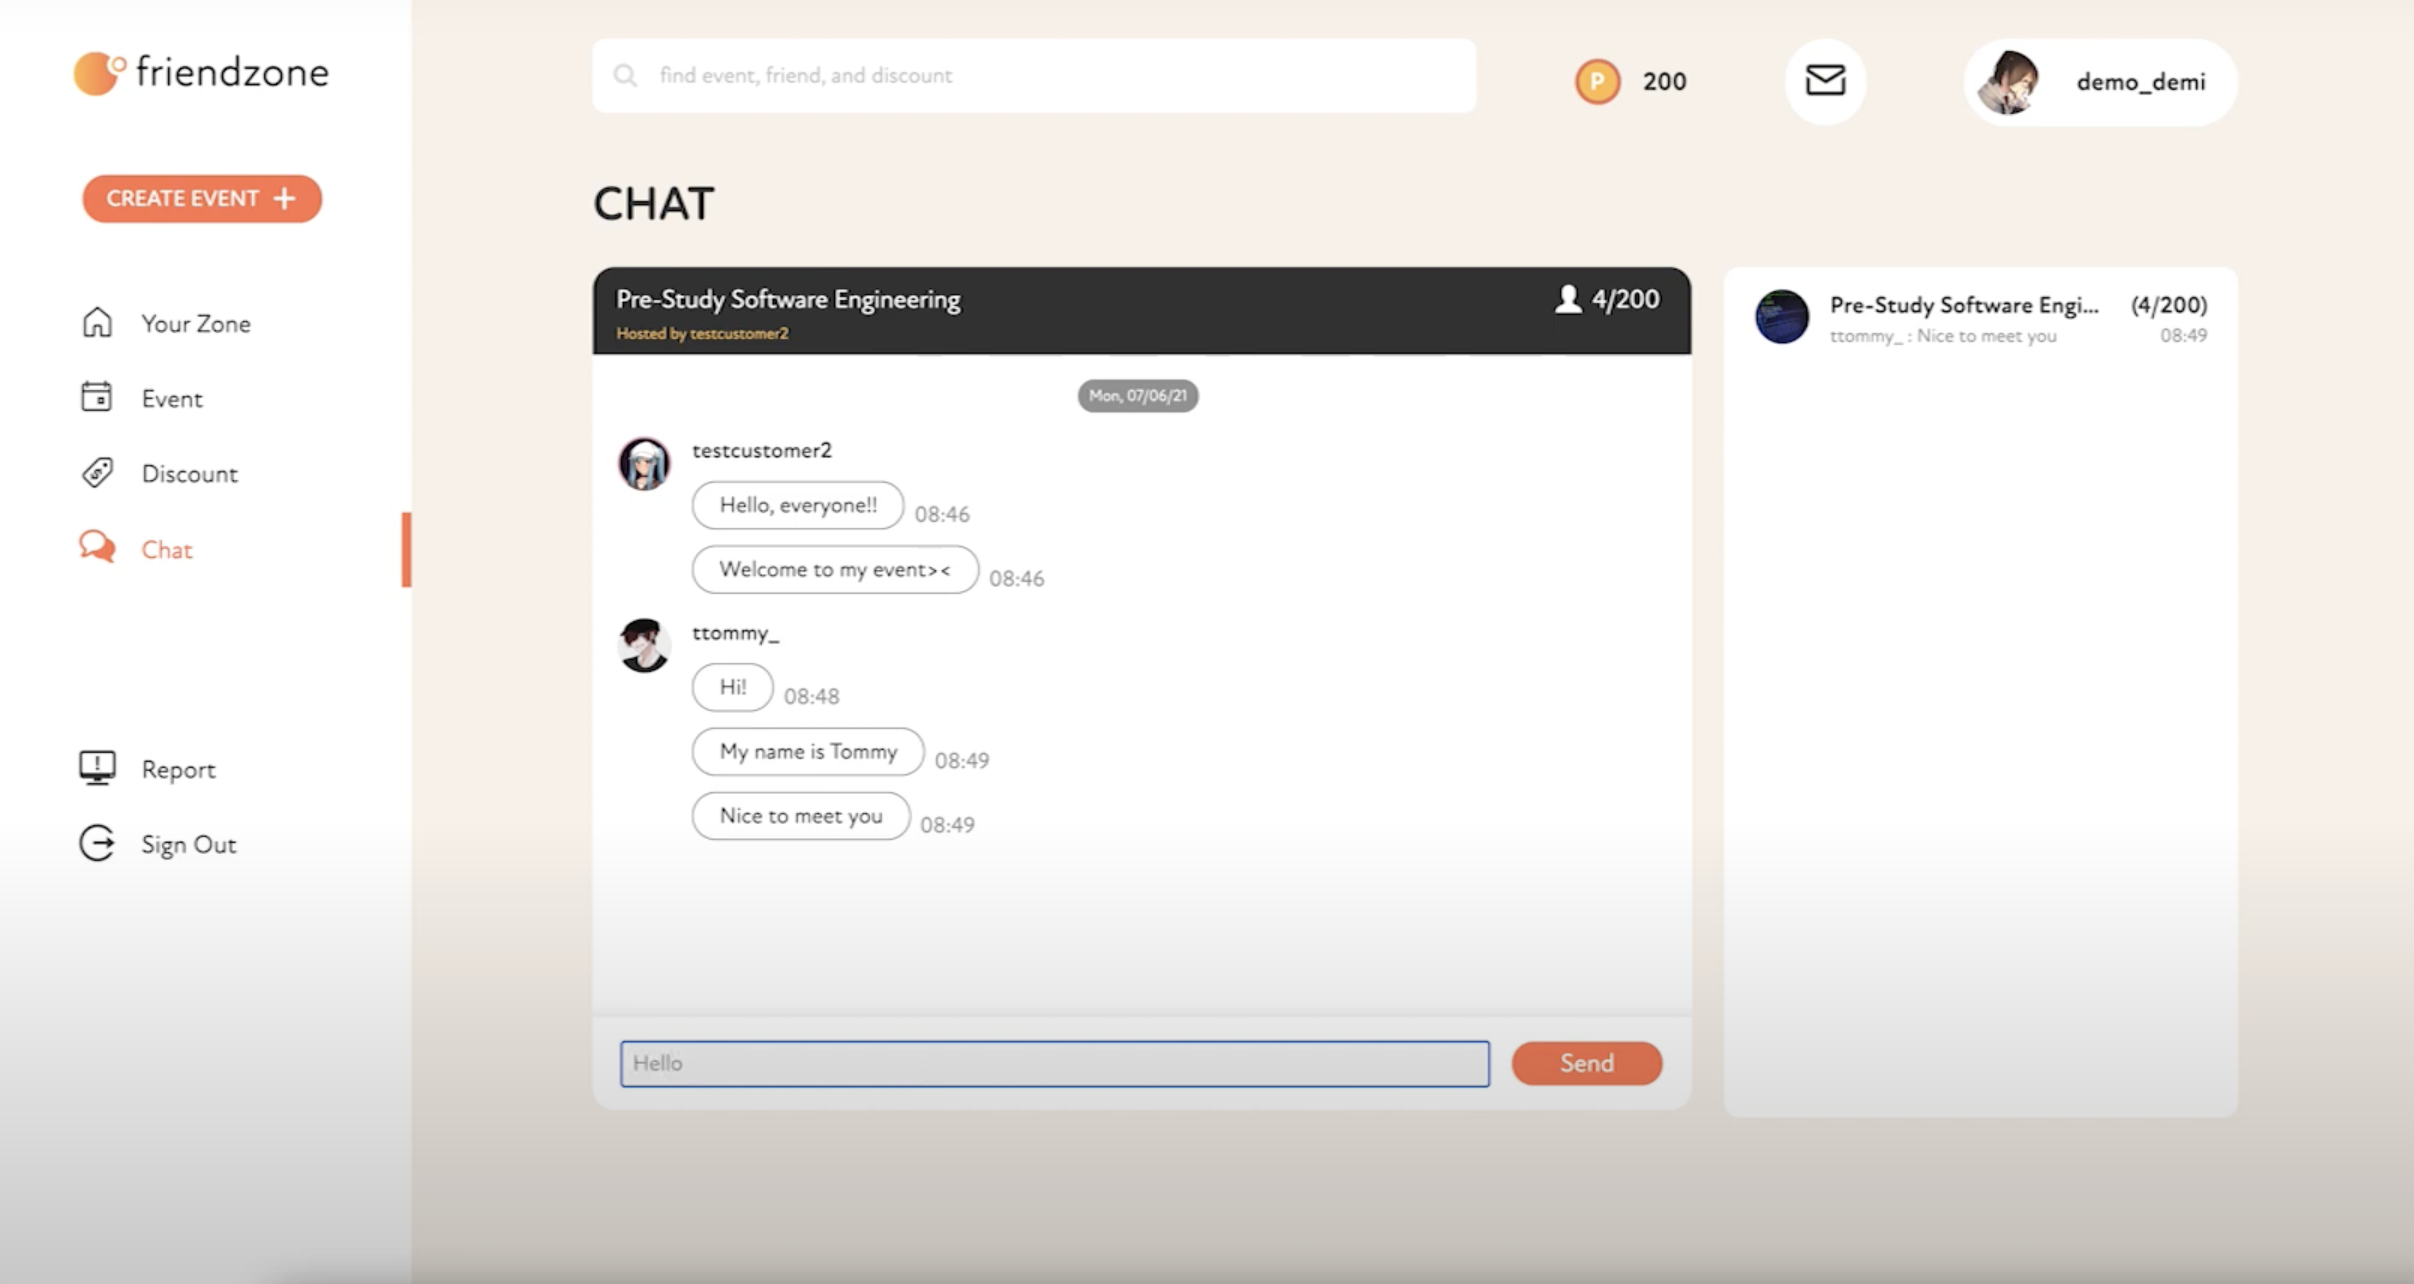 friendzone
find event, friend, and discount
P 200
demo_demi
CREATE EVENT +
Your Zone
Event
Discount
Chat
Report
Sign Out
CHAT
Pre-Study Software Engineering
4/200
Hosted by testcustomer2
Mon, 07/06/21
testcustomer2
Hello, everyone!! 08:46
Welcome to my event>< 08:46
ttommy_
Hi! 08:48
My name is Tommy 08:49
Nice to meet you 08:49
Hello
Send
Pre-Study Software Engi... (4/200)
ttommy_ : Nice to meet you 08:49